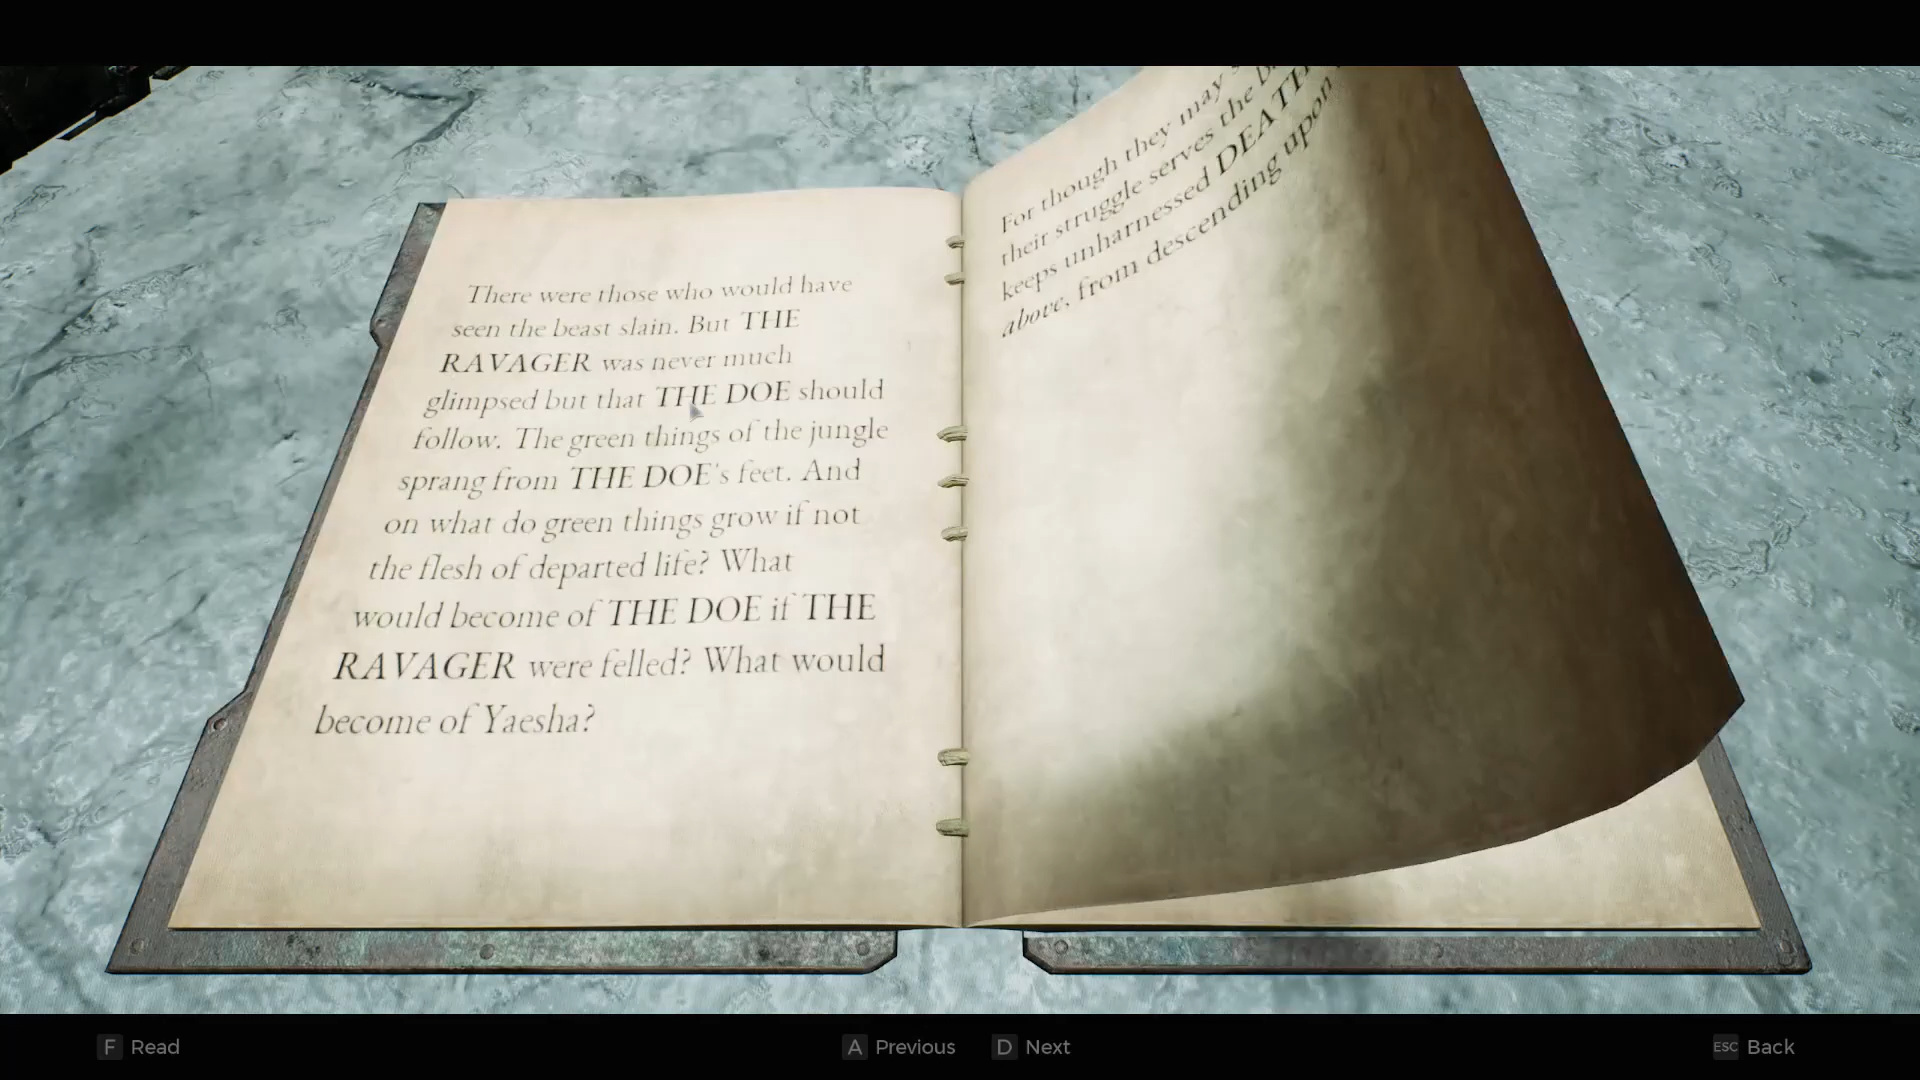 There were those who would have
seen the beast slain. But THE
RAVAGER was never much
glimpsed but that THE DOE should
follow. The green things of the jungle
sprang from THE DOE's feet. And
on what do green things grow if not
the flesh of departed life? What
would become of THE DOE if THE
RAVAGER were felled? What would
become of Yaesha?
For though they may
their struggle serves the
keeps unharnessed DEATH
above, from descending upon
F Read
A Previous
D Next
ESC Back